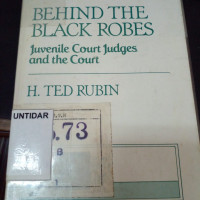 BEHIND THE
BLACK ROBES
Juvenile Court Judges
and the Court
H. TED RUBIN
UNTIDAR
.73
B